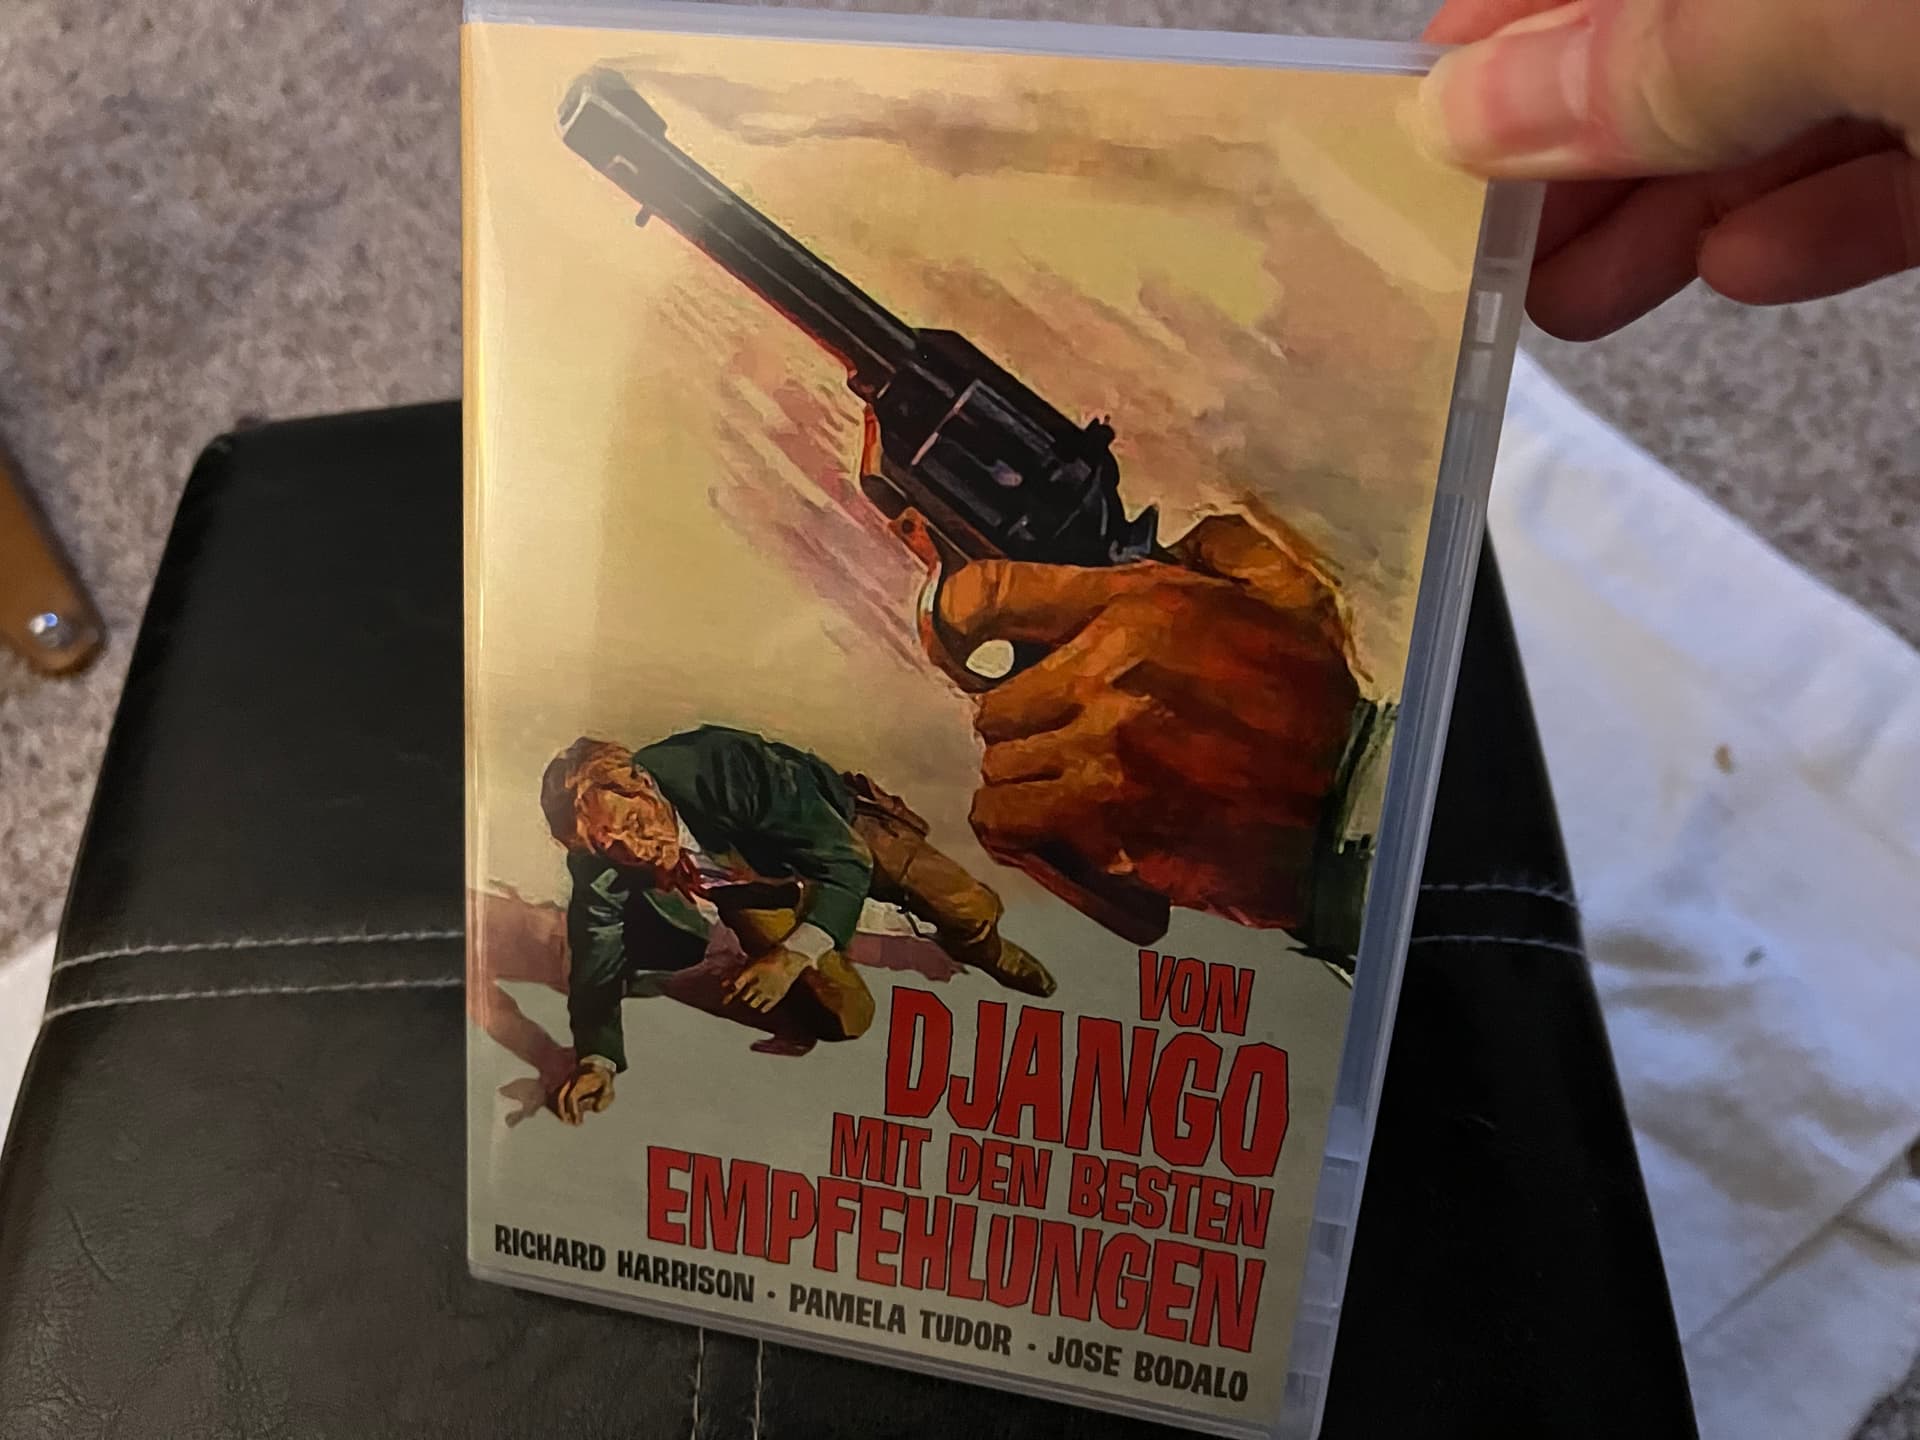 VON
DJANGO
MIT DEN BESTEN
EMPFEHLUNGEN
RICHARD HARRISON · PAMELA TUDOR · JOSE BODALO